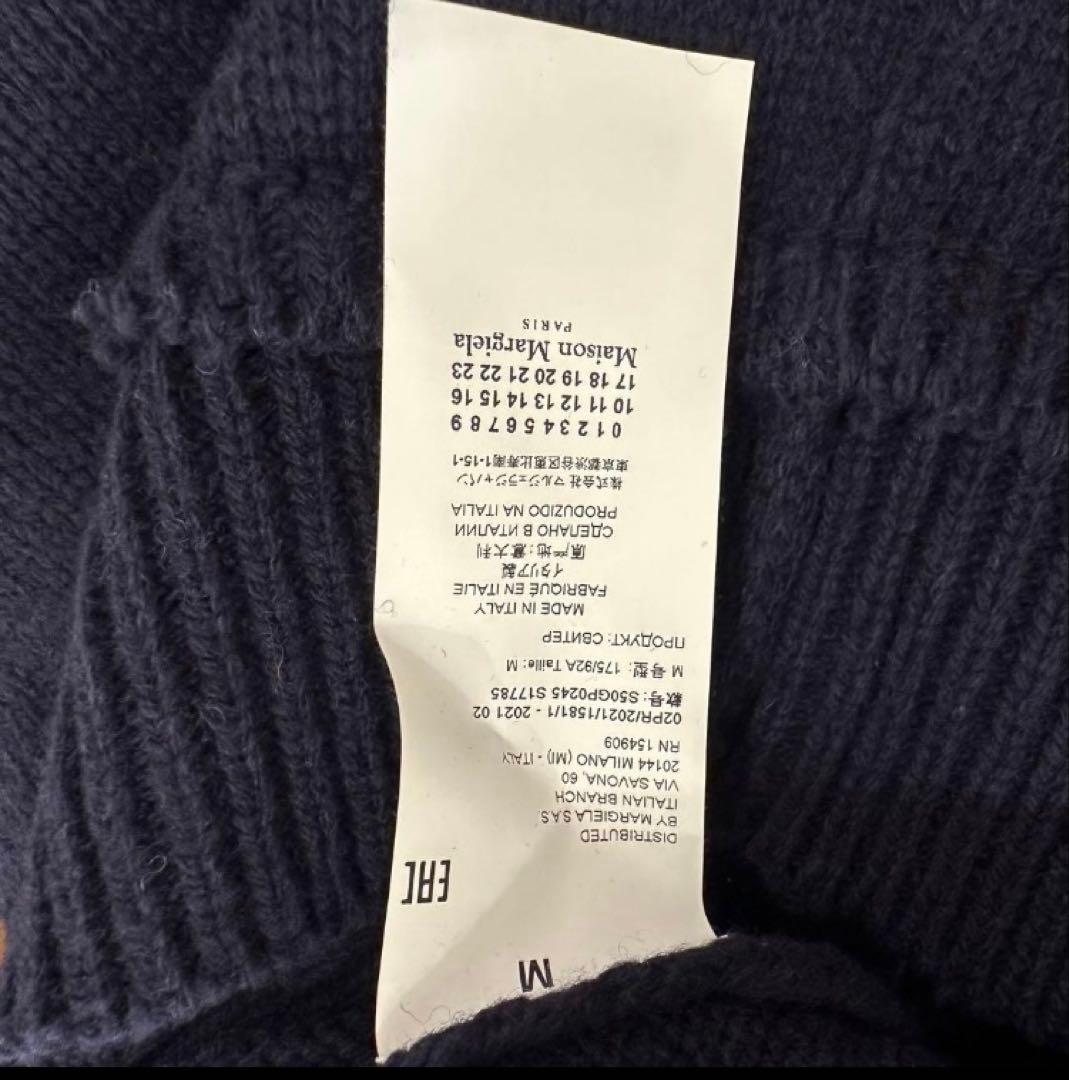 M
EAC
DISTRIBUTED
BY MARGIELA S.A.S
ITALIAN BRANCH
VIA SAVONA, 60
20144 MILANO (MI) - ITALY
RN 154909
02PR/2021/1581/1 - 2021 02
款号: S50GP0245 S17785
M 号型: 175/92A Taille: M
ПРОДУКТ: СВИТЕР
MADE IN ITALY
FABRIQUÉ EN ITALIE
イタリア製
原产地: 意大利
СДЕЛАНО В ИТАЛИИ
PRODUZIDO NA ITALIA
株式会社 マルジェラジャパン
東京都渋谷区恵比寿南1-15-1
0 1 2 3 4 5 6 7 8 9
10 11 12 13 14 15 16
17 18 19 20 21 22 23
Maison Margiela
PARIS